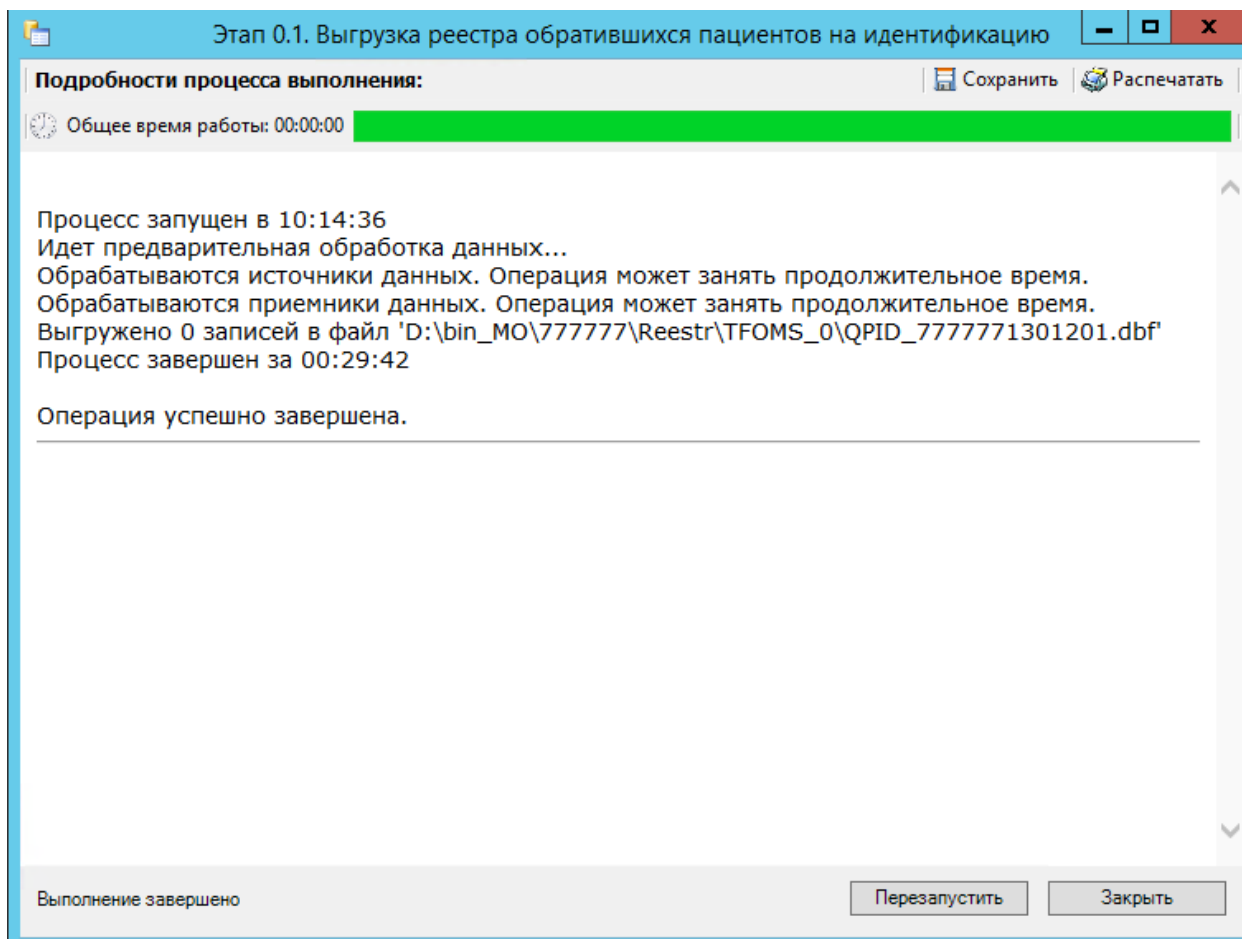 Этап 0.1. Выгрузка реестра обратившихся пациентов на идентификацию
Подробности процесса выполнения:
Сохранить
Распечатать
Общее время работы: 00:00:00
Процесс запущен в 10:14:36
Идет предварительная обработка данных...
Обрабатываются источники данных. Операция может занять продолжительное время.
Обрабатываются приемники данных. Операция может занять продолжительное время.
Выгружено 0 записей в файл 'D:\bin_MO\777777\Reestr\TFOMS_0\QPID_7777771301201.dbf'
Процесс завершен за 00:29:42
Операция успешно завершена.
Выполнение завершено
Перезапустить
Закрыть